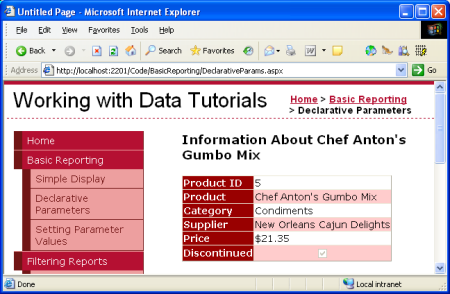 Untitled Page - Microsoft Internet Explorer
File Edit View Favorites Tools Help
Back Search Favorites
Address http://localhost:2201/Code/BasicReporting/DeclarativeParams.aspx Go
Working with Data Tutorials
Home > Basic Reporting
> Declarative Parameters
Home
Basic Reporting
Simple Display
Declarative
Parameters
Setting Parameter
Values
Filtering Reports
Information About Chef Anton's
Gumbo Mix
Product ID 5
Product Chef Anton's Gumbo Mix
Category Condiments
Supplier New Orleans Cajun Delights
Price $21.35
Discontinued
Done Local intranet